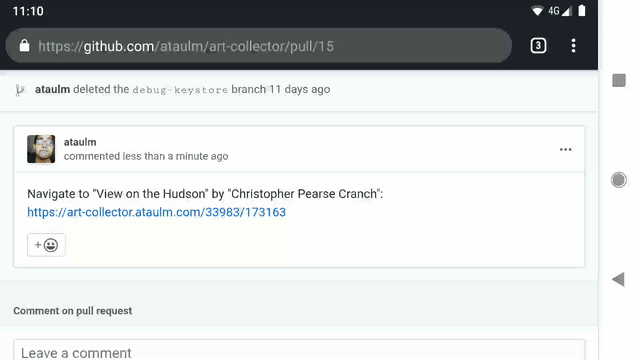 11:10
4G
https://github.com/ataulm/art-collector/pull/15
3
ataulm deleted the debug-keystore branch 11 days ago
ataulm
commented less than a minute ago
Navigate to "View on the Hudson" by "Christopher Pearse Cranch":
https://art-collector.ataulm.com/33983/173163
Comment on pull request
Leave a comment